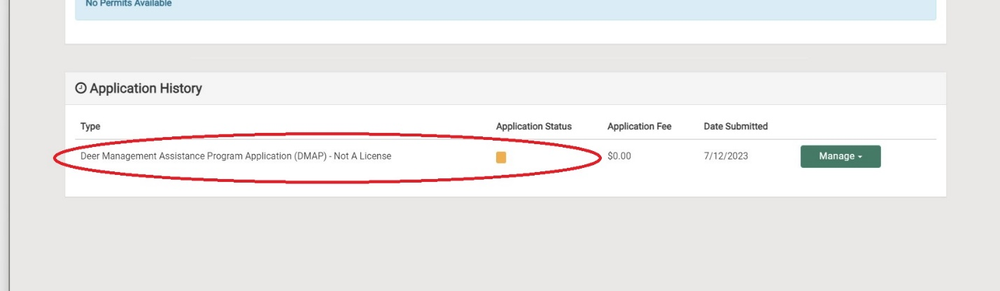 No Permits Available
Application History
Type Application Status Application Fee Date Submitted
Deer Management Assistance Program Application (DMAP) - Not A License $0.00 7/12/2023 Manage